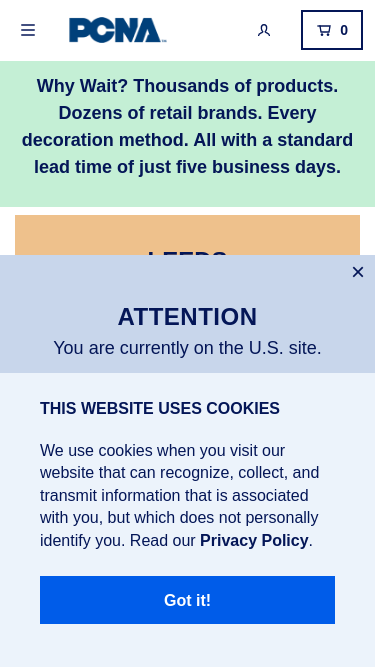 PCNA
0
Why Wait? Thousands of products.
Dozens of retail brands. Every
decoration method. All with a standard
lead time of just five business days.
LEEDS
×
ATTENTION
You are currently on the U.S. site.
THIS WEBSITE USES COOKIES
We use cookies when you visit our
website that can recognize, collect, and
transmit information that is associated
with you, but which does not personally
identify you. Read our Privacy Policy.
Got it!